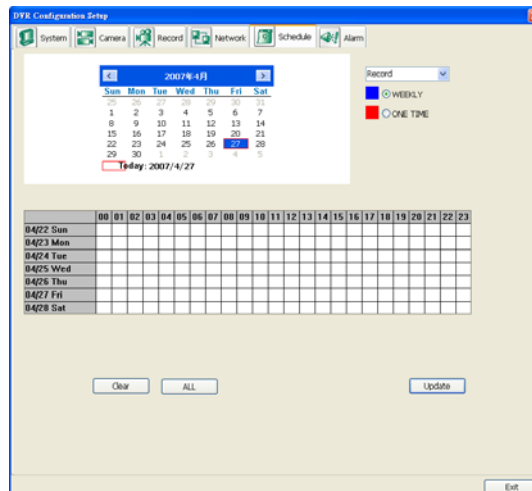 DVR Configuration Setup
System Camera Record Network Schedule Alarm
2007年4月
Record
Sun Mon Tue Wed Thu Fri Sat
25 26 27 28 29 30 31
WEEKLY
1 2 3 4 5 6 7
8 9 10 11 12 13 14
ONE TIME
15 16 17 18 19 20 21
22 23 24 25 26 27 28
29 30 1 2 3 4 5
Today: 2007/4/27
00 01 02 03 04 05 06 07 08 09 10 11 12 13 14 15 16 17 18 19 20 21 22 23
04/22 Sun
04/23 Mon
04/24 Tue
04/25 Wed
04/26 Thu
04/27 Fri
04/28 Sat
Clear ALL Update
Exit